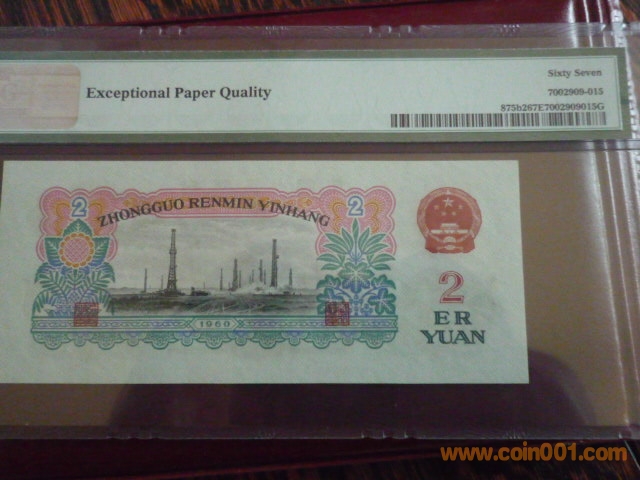 Exceptional Paper Quality
Sixty Seven
7002909-015
875h267E7002909015G
2
2
ZHONGGUO RENMIN YINHANG
1960
2
ER
YUAN
www.coin001.com